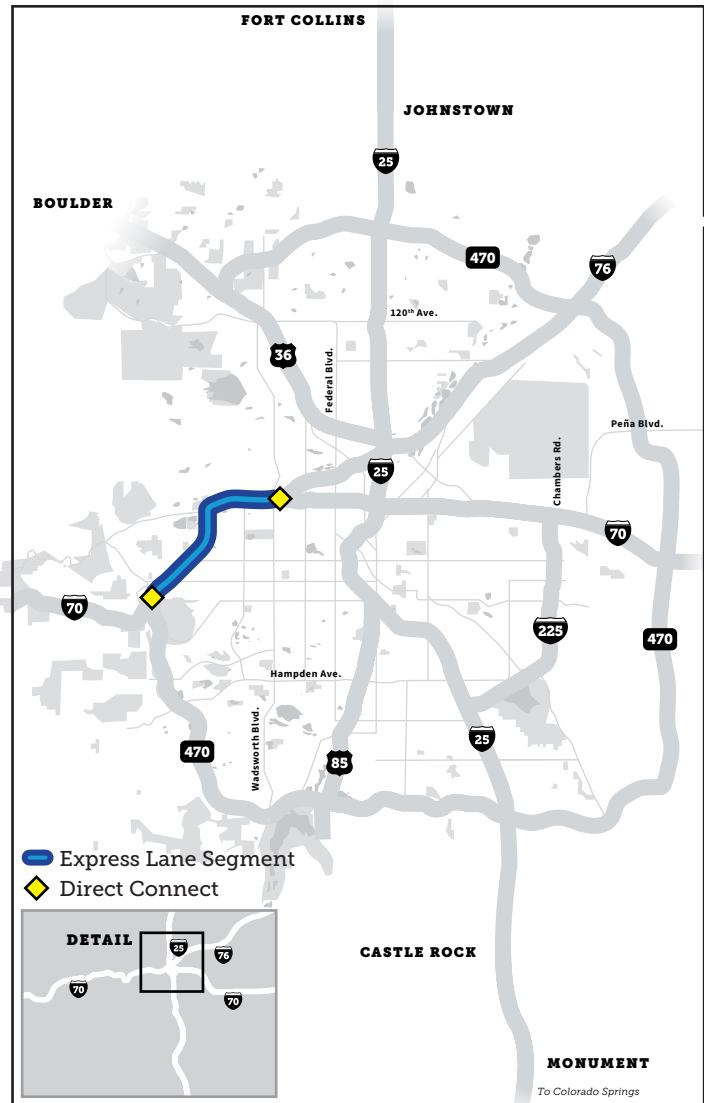 FORT COLLINS
JOHNSTOWN
25
BOULDER
470
76
120th Ave.
36
Federal Blvd.
Peña Blvd.
Chambers Rd.
25
70
70
225
470
Hampden Ave.
Wadsworth Blvd.
25
470
85
Express Lane Segment
Direct Connect
DETAIL
25
76
70
70
CASTLE ROCK
MONUMENT
To Colorado Springs